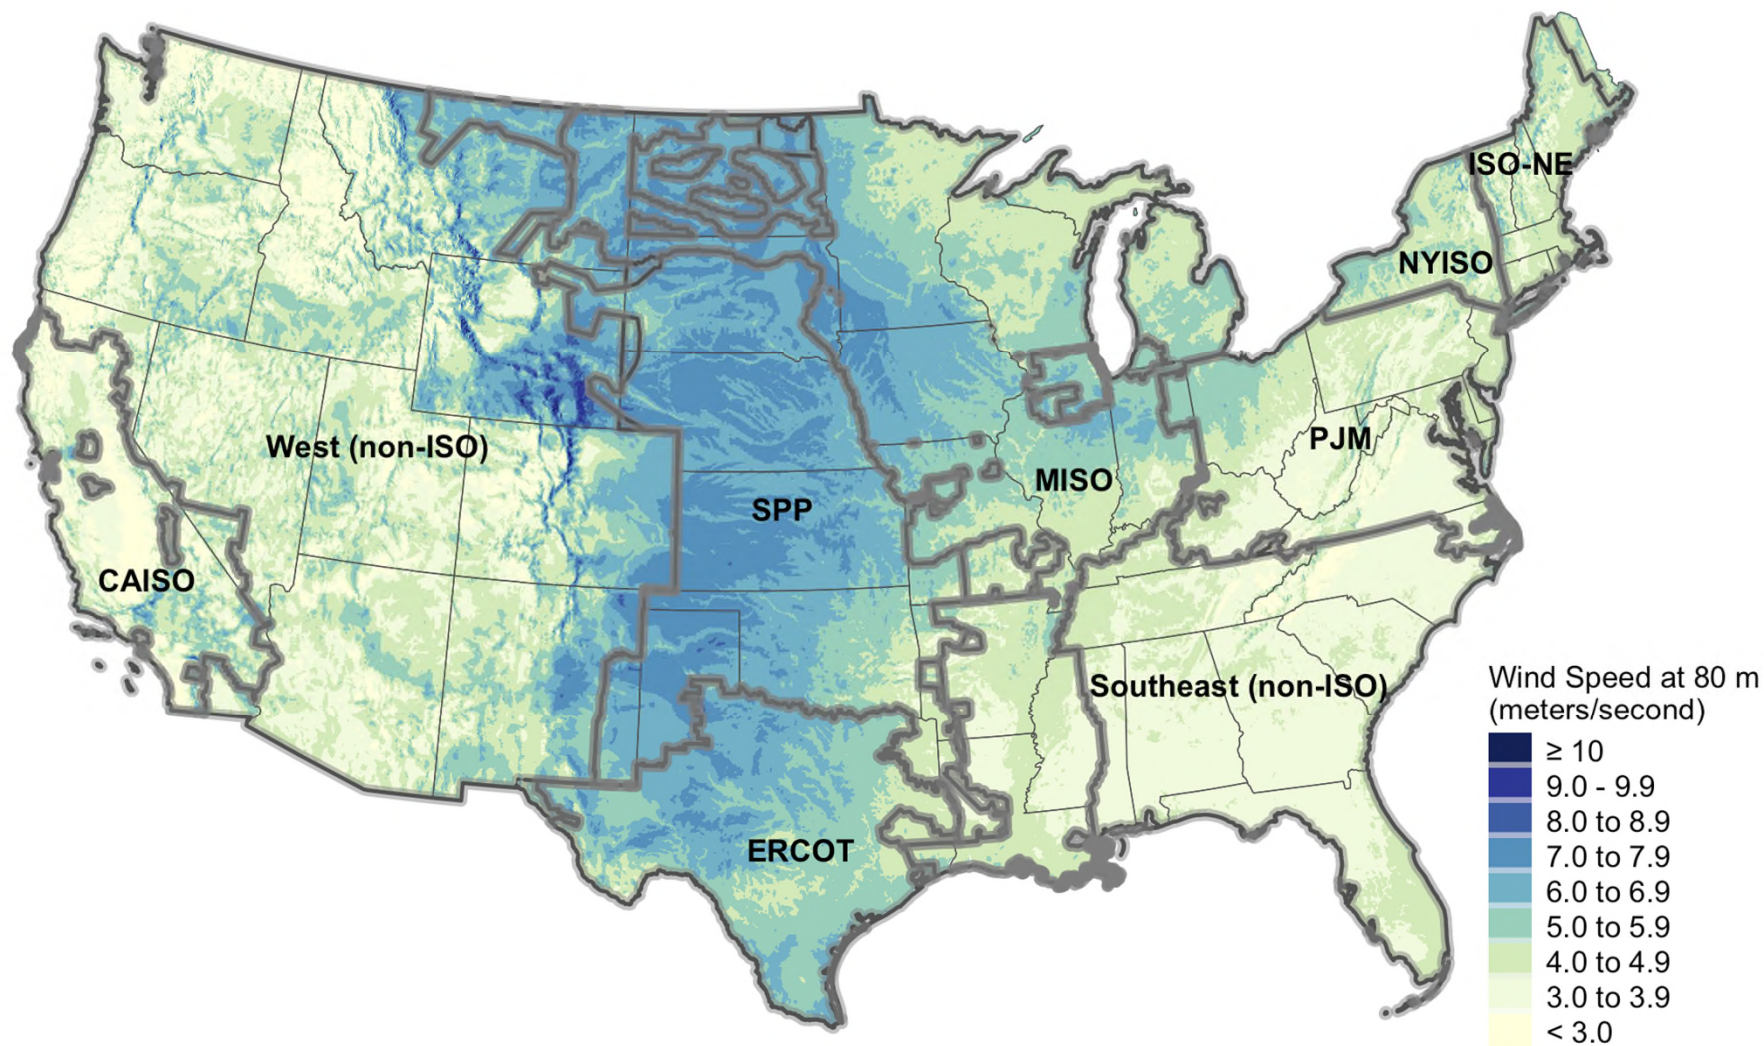 ISO-NE
NYISO
West (non-ISO)
PJM
MISO
SPP
CAISO
Southeast (non-ISO)
ERCOT
Wind Speed at 80 m
(meters/second)
≥ 10
9.0 - 9.9
8.0 to 8.9
7.0 to 7.9
6.0 to 6.9
5.0 to 5.9
4.0 to 4.9
3.0 to 3.9
< 3.0